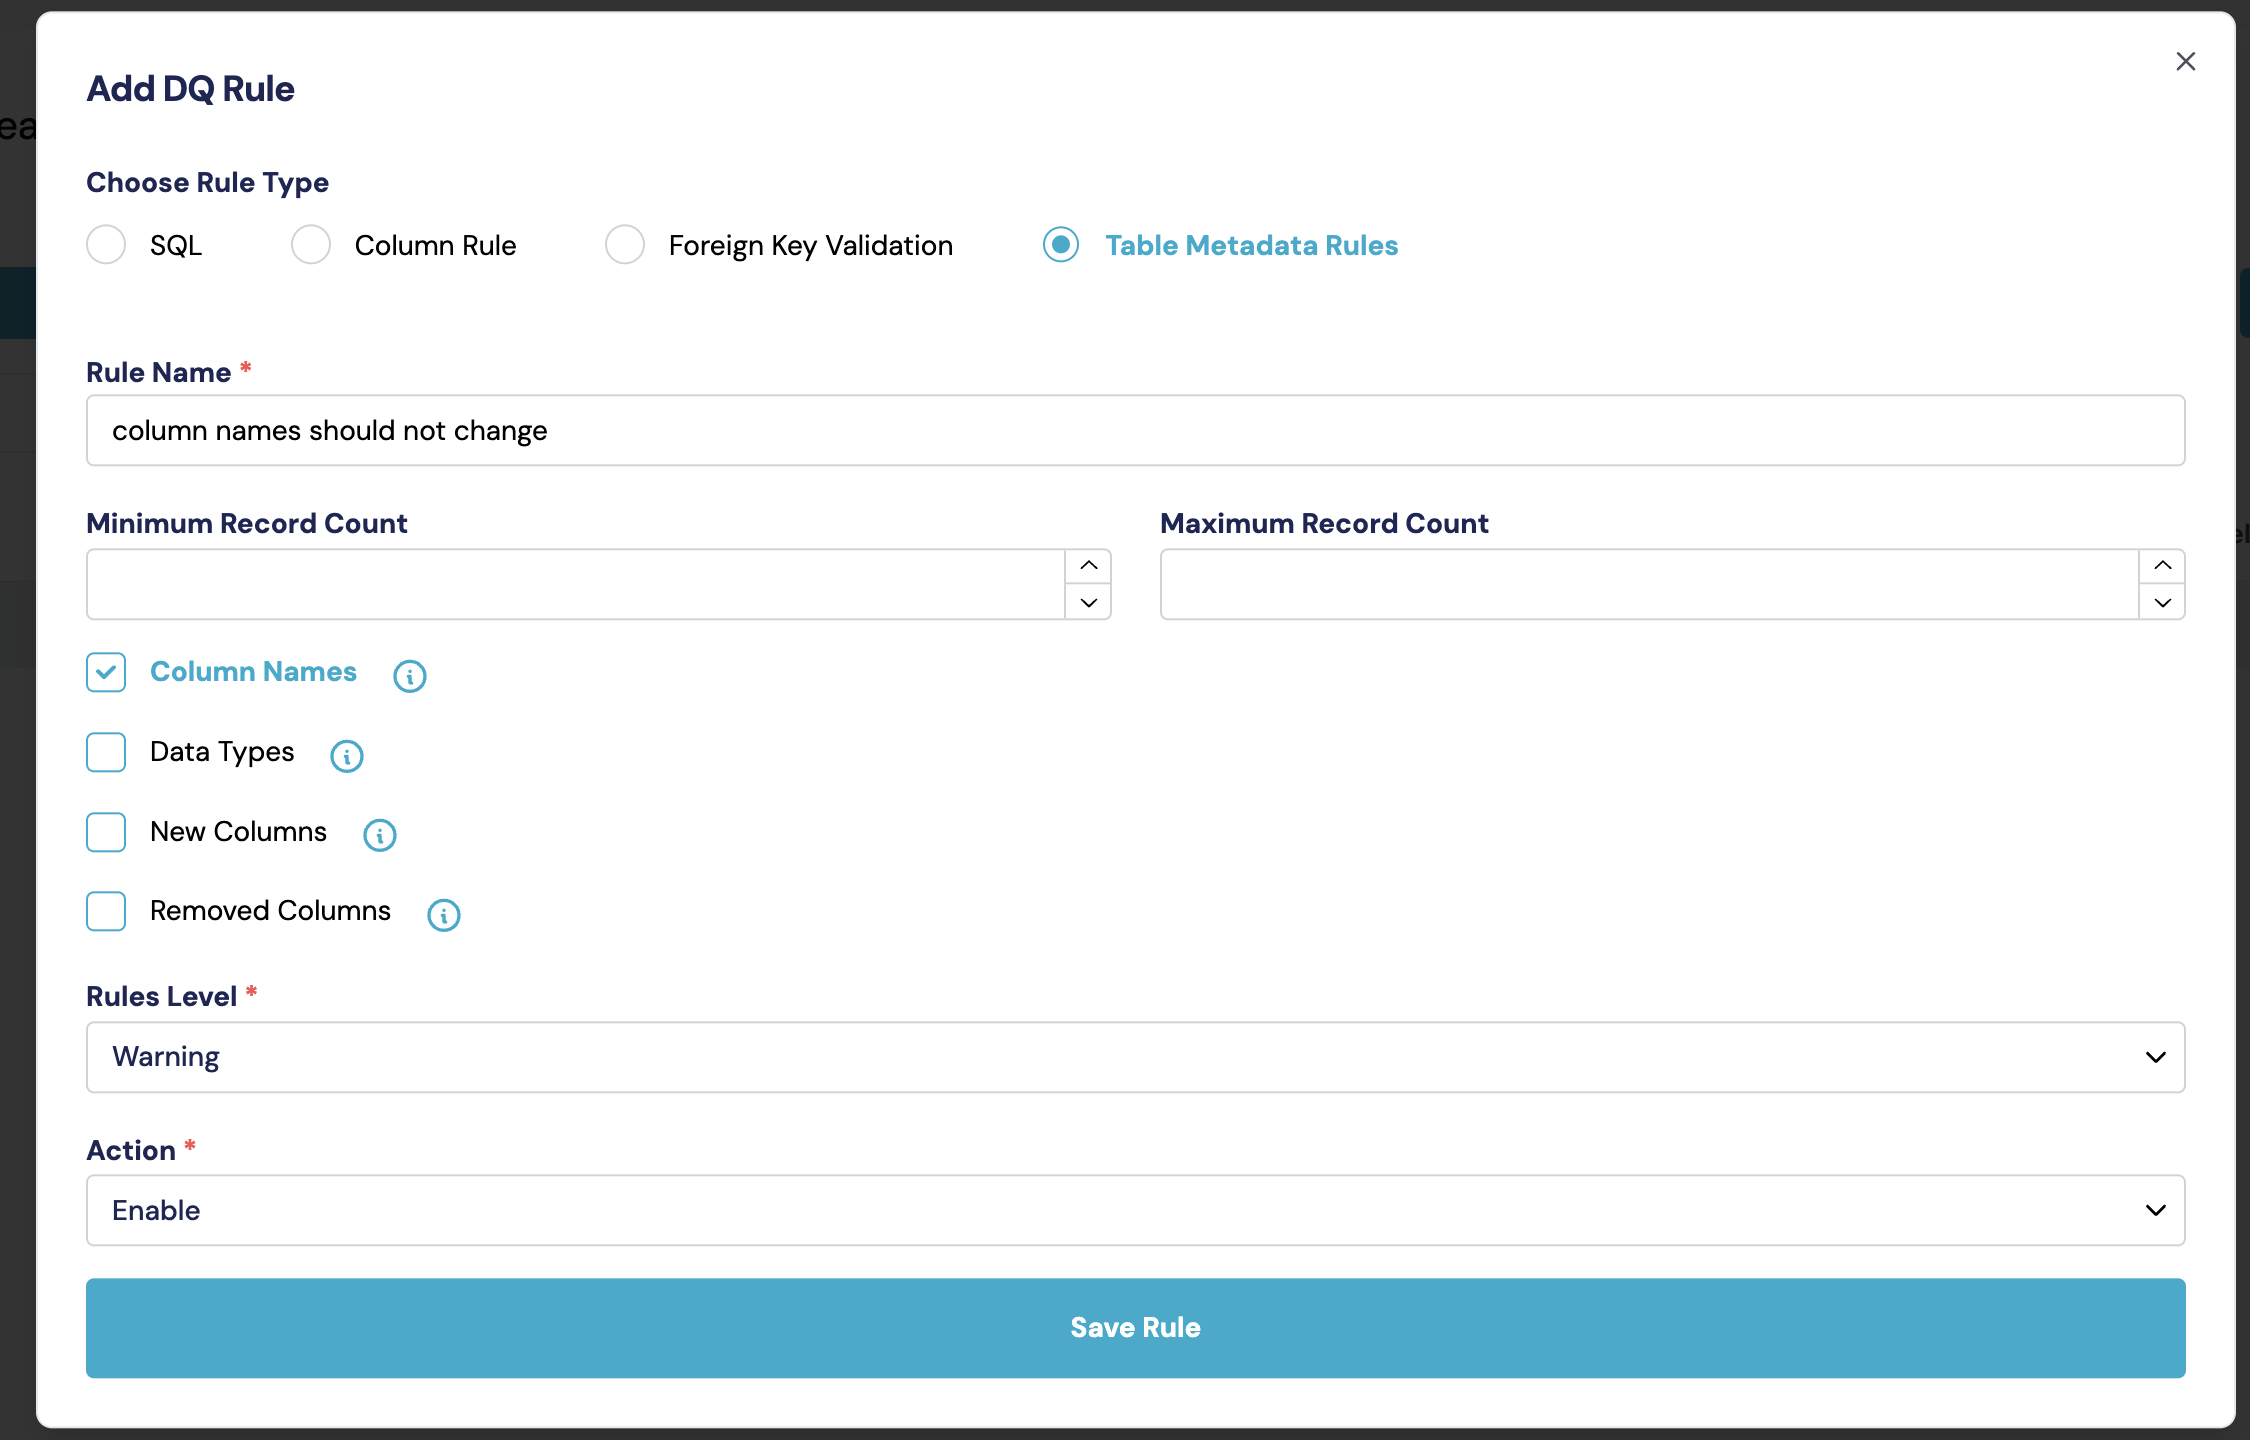 Add DQ Rule
Choose Rule Type
SQL Column Rule Foreign Key Validation Table Metadata Rules
Rule Name *
column names should not change
Minimum Record Count Maximum Record Count
Column Names
Data Types
New Columns
Removed Columns
Rules Level *
Warning
Action *
Enable
Save Rule